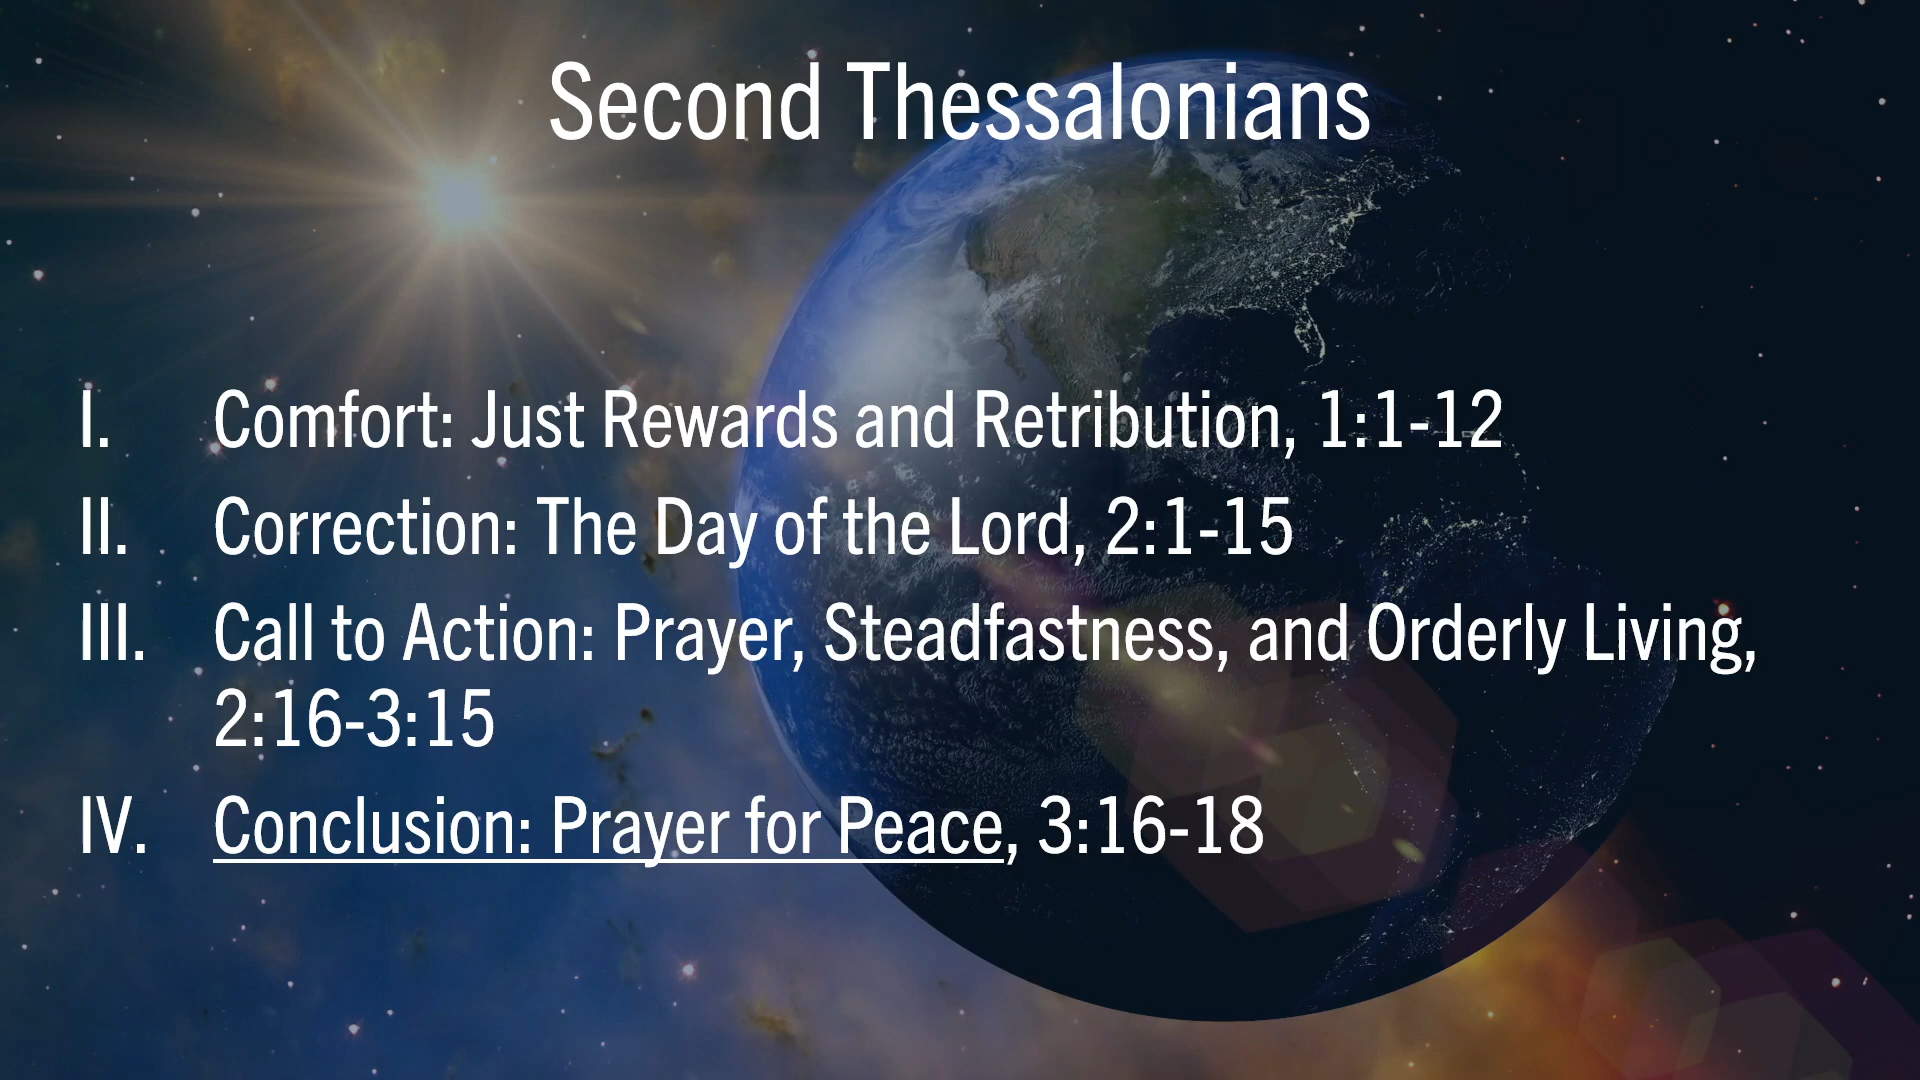 Second Thessalonians
I. Comfort: Just Rewards and Retribution, 1:1-12
II. Correction: The Day of the Lord, 2:1-15
III. Call to Action: Prayer, Steadfastness, and Orderly Living,
2:16-3:15
IV. Conclusion: Prayer for Peace, 3:16-18